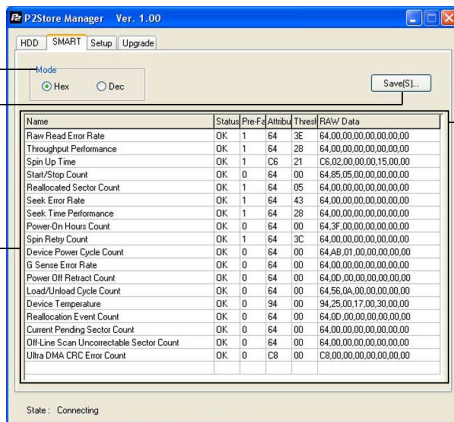 P2Store Manager Ver. 1.00
HDD SMART Setup Upgrade
Mode
Hex Dec
Save(S)...
Name Status Pre-Fa Attribu Thresl RAW Data
Raw Read Error Rate OK 1 64 3E 64,00,00,00,00,00,00,00
Throughput Performance OK 1 64 28 64,00,00,00,00,00,00,00
Spin Up Time OK 1 C6 21 C6,02,00,00,00,15,00,00
Start/Stop Count OK 0 64 00 64,85,05,00,00,00,00,00
Reallocated Sector Count OK 1 64 05 64,00,00,00,00,00,00,00
Seek Error Rate OK 1 64 43 64,00,00,00,00,00,00,00
Seek Time Performance OK 1 64 28 64,00,00,00,00,00,00,00
Power-On Hours Count OK 0 64 00 64,3F,00,00,00,00,00,00
Spin Retry Count OK 1 64 3C 64,00,00,00,00,00,00,00
Device Power Cycle Count OK 0 64 00 64,AB,01,00,00,00,00,00
G Sense Error Rate OK 0 64 00 64,00,00,00,00,00,00,00
Power Off Retract Count OK 0 64 00 64,0D,00,00,00,00,00,00
Load/Unload Cycle Count OK 0 64 00 64,56,0A,00,00,00,00,00
Device Temperature OK 0 94 00 94,25,00,17,00,30,00,00
Reallocation Event Count OK 0 64 00 64,0D,00,00,00,00,00,00
Current Pending Sector Count OK 0 64 00 64,00,00,00,00,00,00,00
Off-Line Scan Uncorrectable Sector Count OK 0 64 00 64,00,00,00,00,00,00,00
Ultra DMA CRC Error Count OK 0 C8 00 C8,00,00,00,00,00,00,00
State : Connecting